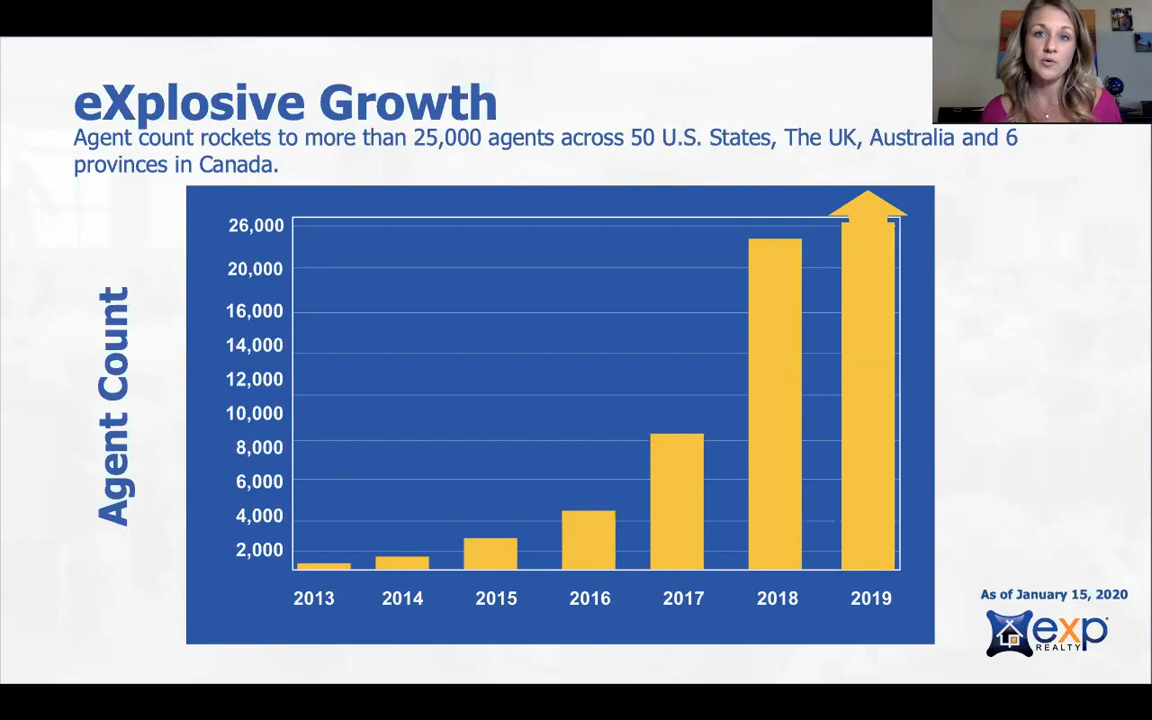 eXplosive Growth
Agent count rockets to more than 25,000 agents across 50 U.S. States, The UK, Australia and 6
provinces in Canada.
Agent Count
26,000
20,000
16,000
14,000
12,000
10,000
8,000
6,000
4,000
2,000
2013 2014 2015 2016 2017 2018 2019
As of January 15, 2020
exp
REALTY